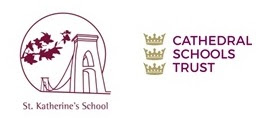 St. Katherine's School
CATHEDRAL
SCHOOLS
TRUST